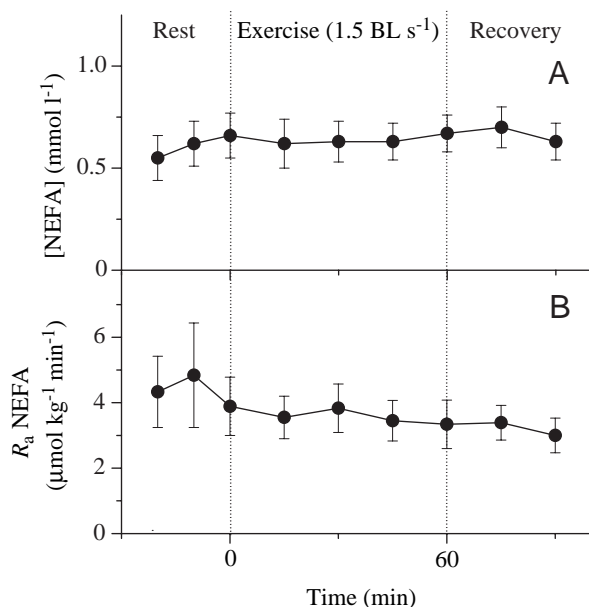 Rest Exercise (1.5 BL s⁻¹) Recovery
A
1.0
0.5
0
[NEFA] (mmol l⁻¹)
B
6
4
2
0
Rₐ NEFA
(μmol kg⁻¹ min⁻¹)
0 60
Time (min)